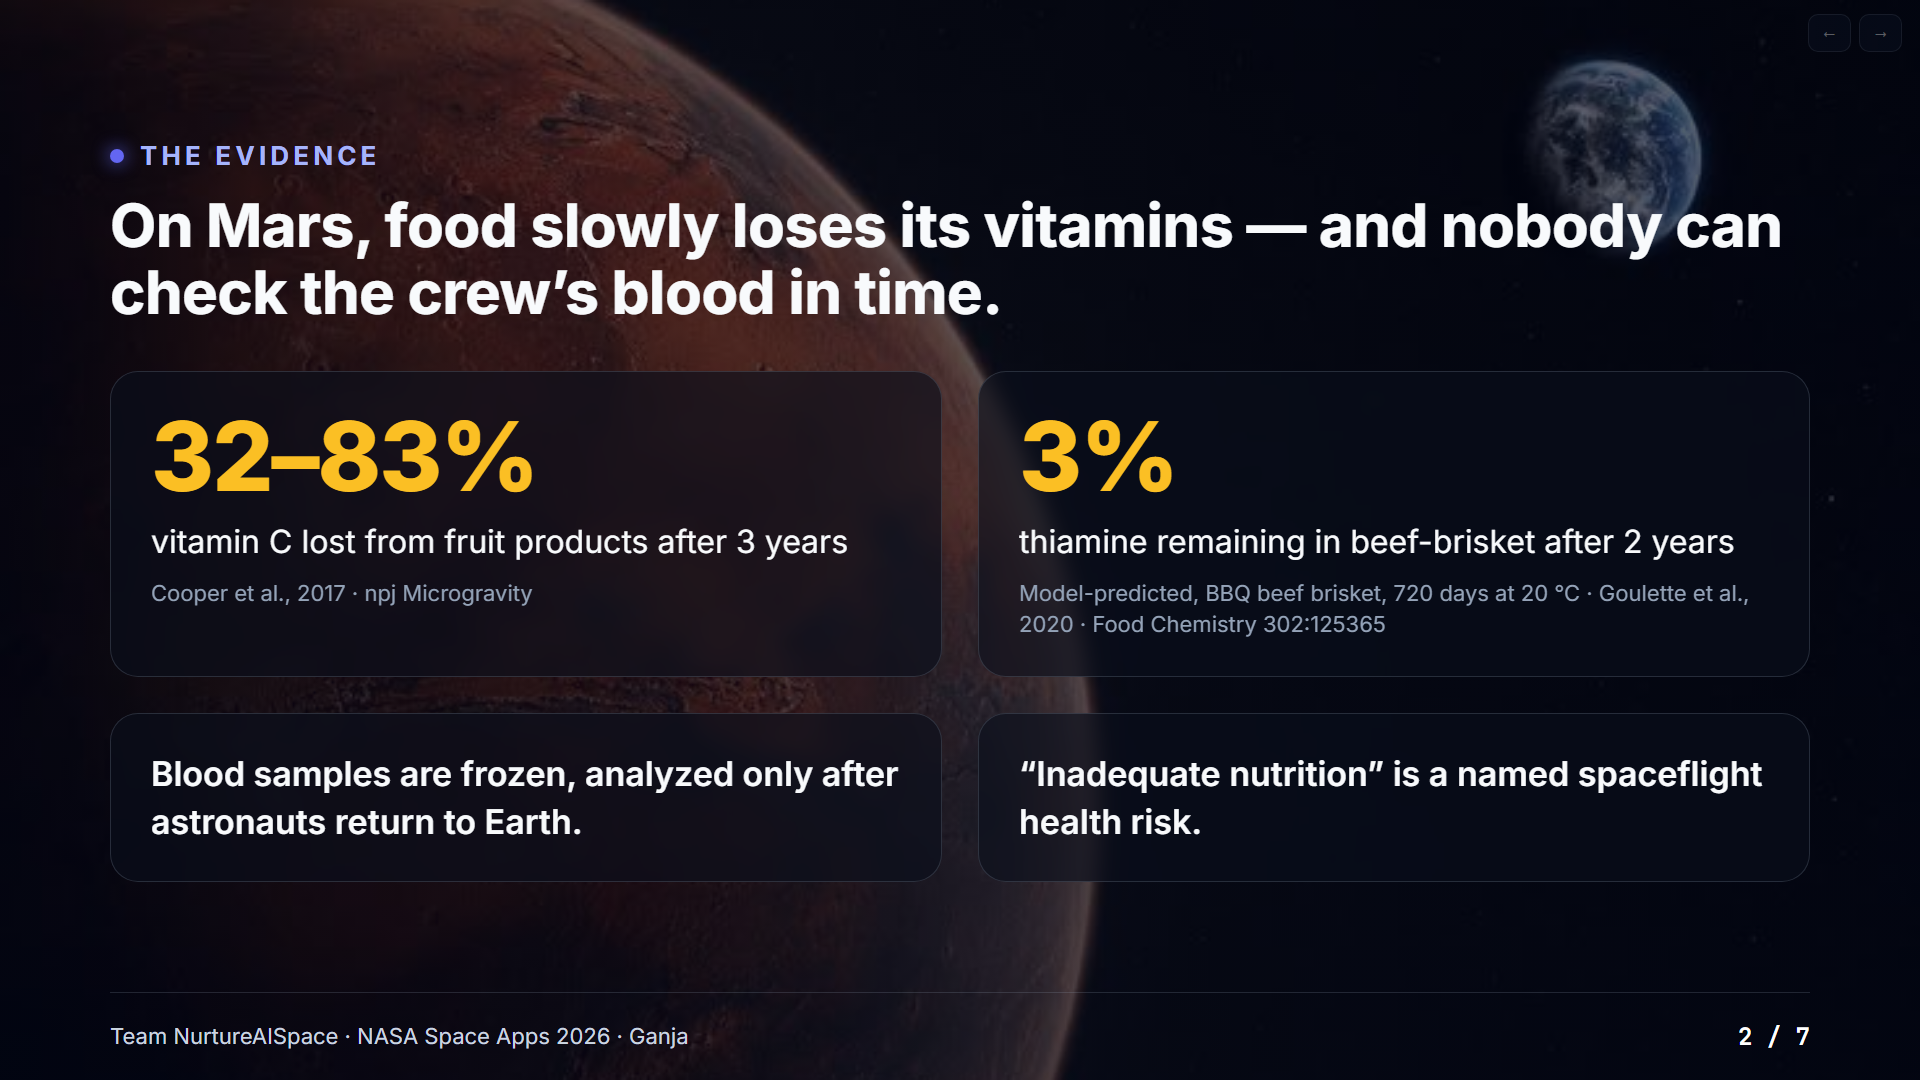 ← →
THE EVIDENCE
On Mars, food slowly loses its vitamins — and nobody can
check the crew’s blood in time.
32–83%
vitamin C lost from fruit products after 3 years
Cooper et al., 2017 · npj Microgravity
3%
thiamine remaining in beef-brisket after 2 years
Model-predicted, BBQ beef brisket, 720 days at 20 °C · Goulette et al.,
2020 · Food Chemistry 302:125365
Blood samples are frozen, analyzed only after
astronauts return to Earth.
“Inadequate nutrition” is a named spaceflight
health risk.
Team NurtureAISpace · NASA Space Apps 2026 · Ganja
2 / 7